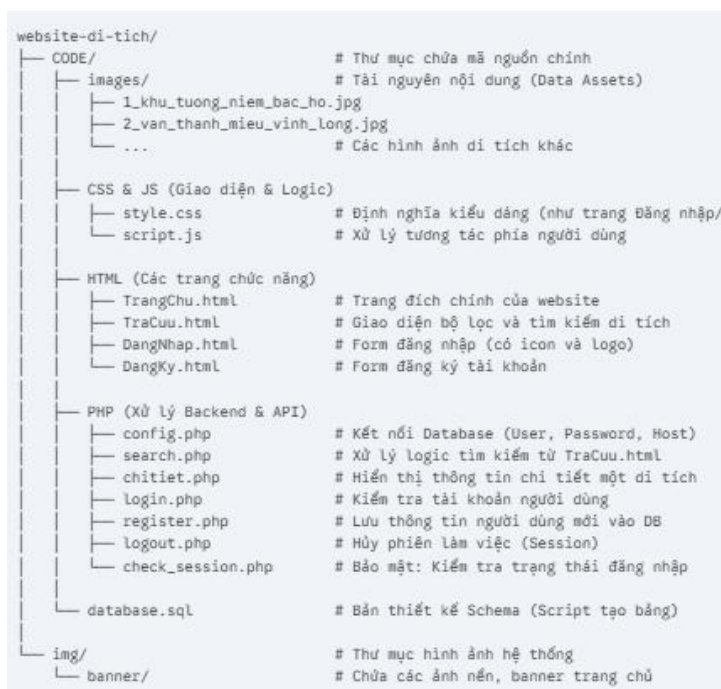 website-di-tich/
├── CODE/ # Thư mục chứa mã nguồn chính
│ ├── images/ # Tài nguyên nội dung (Data Assets)
│ │ ├── 1_khu_tuong_niem_bac_ho.jpg
│ │ ├── 2_van_thanh_mieu_vinh_long.jpg
│ │ └── ... # Các hình ảnh di tích khác
│ ├── CSS & JS (Giao diện & Logic)
│ │ ├── style.css # Định nghĩa kiểu dáng (như trang Đăng nhập/
│ │ └── script.js # Xử lý tương tác phía người dùng
│ ├── HTML (Các trang chức năng)
│ │ ├── TrangChu.html # Trang đích chính của website
│ │ ├── TraCuu.html # Giao diện bộ lọc và tìm kiếm di tích
│ │ ├── DangNhap.html # Form đăng nhập (có icon và logo)
│ │ └── DangKy.html # Form đăng ký tài khoản
│ ├── PHP (Xử lý Backend & API)
│ │ ├── config.php # Kết nối Database (User, Password, Host)
│ │ ├── search.php # Xử lý logic tìm kiếm từ TraCuu.html
│ │ ├── chitiet.php # Hiển thị thông tin chi tiết một di tích
│ │ ├── login.php # Kiểm tra tài khoản người dùng
│ │ ├── register.php # Lưu thông tin người dùng mới vào DB
│ │ ├── logout.php # Hủy phiên làm việc (Session)
│ │ └── check_session.php # Bảo mật: Kiểm tra trạng thái đăng nhập
│ └── database.sql # Bản thiết kế Schema (Script tạo bảng)
└── img/ # Thư mục hình ảnh hệ thống
└── banner/ # Chứa các ảnh nền, banner trang chủ